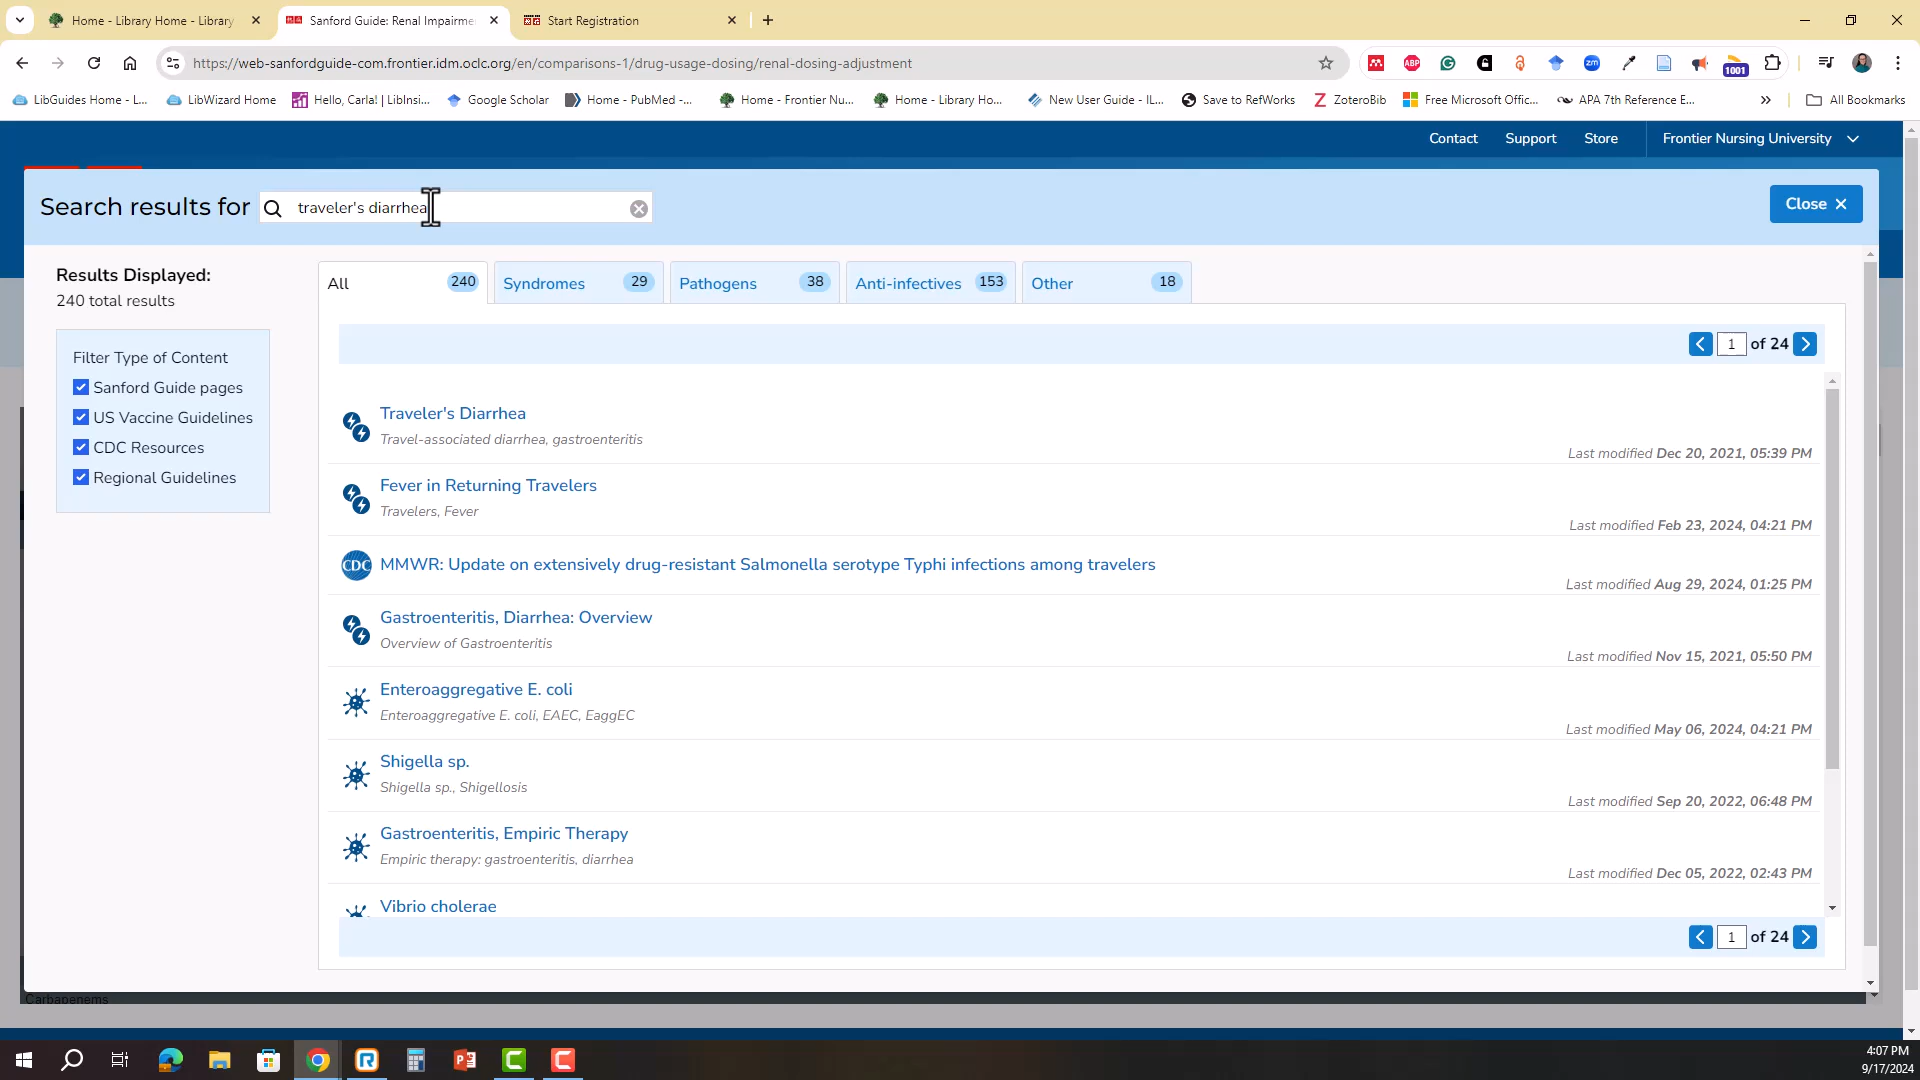 Home - Library Home - Library
Sanford Guide: Renal Impairme
Start Registration
https://web-sanfordguide-com.frontier.idm.oclc.org/en/comparisons-1/drug-usage-dosing/renal-dosing-adjustment
ABP
zm
1001
LibGuides Home - L...
LibWizard Home
Hello, Carla! | LibInsi...
Google Scholar
Home - PubMed -...
Home - Frontier Nu...
Home - Library Ho...
New User Guide - IL...
Save to RefWorks
ZoteroBib
Free Microsoft Offic...
APA 7th Reference E...
All Bookmarks
Contact
Support
Store
Frontier Nursing University
Search results for
traveler's diarrhea
Close
Results Displayed:
240 total results
Filter Type of Content
Sanford Guide pages
US Vaccine Guidelines
CDC Resources
Regional Guidelines
All 240
Syndromes 29
Pathogens 38
Anti-infectives 153
Other 18
1 of 24
Traveler's Diarrhea
Travel-associated diarrhea, gastroenteritis
Last modified Dec 20, 2021, 05:39 PM
Fever in Returning Travelers
Travelers, Fever
Last modified Feb 23, 2024, 04:21 PM
CDC
MMWR: Update on extensively drug-resistant Salmonella serotype Typhi infections among travelers
Last modified Aug 29, 2024, 01:25 PM
Gastroenteritis, Diarrhea: Overview
Overview of Gastroenteritis
Last modified Nov 15, 2021, 05:50 PM
Enteroaggregative E. coli
Enteroaggregative E. coli, EAEC, EaggEC
Last modified May 06, 2024, 04:21 PM
Shigella sp.
Shigella sp., Shigellosis
Last modified Sep 20, 2022, 06:48 PM
Gastroenteritis, Empiric Therapy
Empiric therapy: gastroenteritis, diarrhea
Last modified Dec 05, 2022, 02:43 PM
Vibrio cholerae
1 of 24
Carbapenems
4:07 PM
9/17/2024